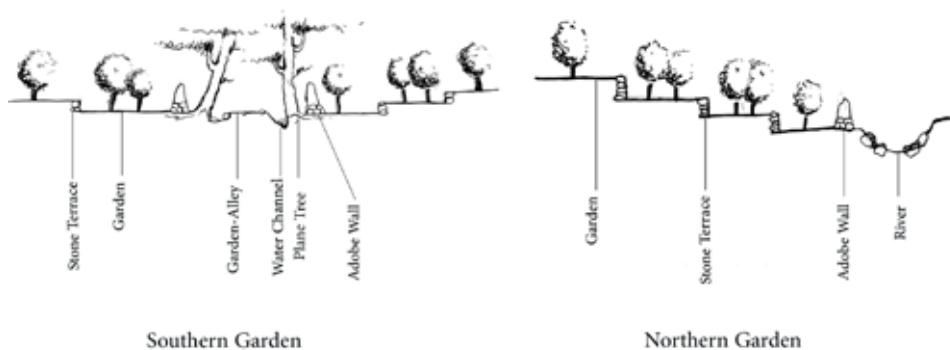 Stone Terrace
Garden
Garden-Alley
Water Channel
Plane Tree
Adobe Wall
Southern Garden
Garden
Stone Terrace
Adobe Wall
River
Northern Garden